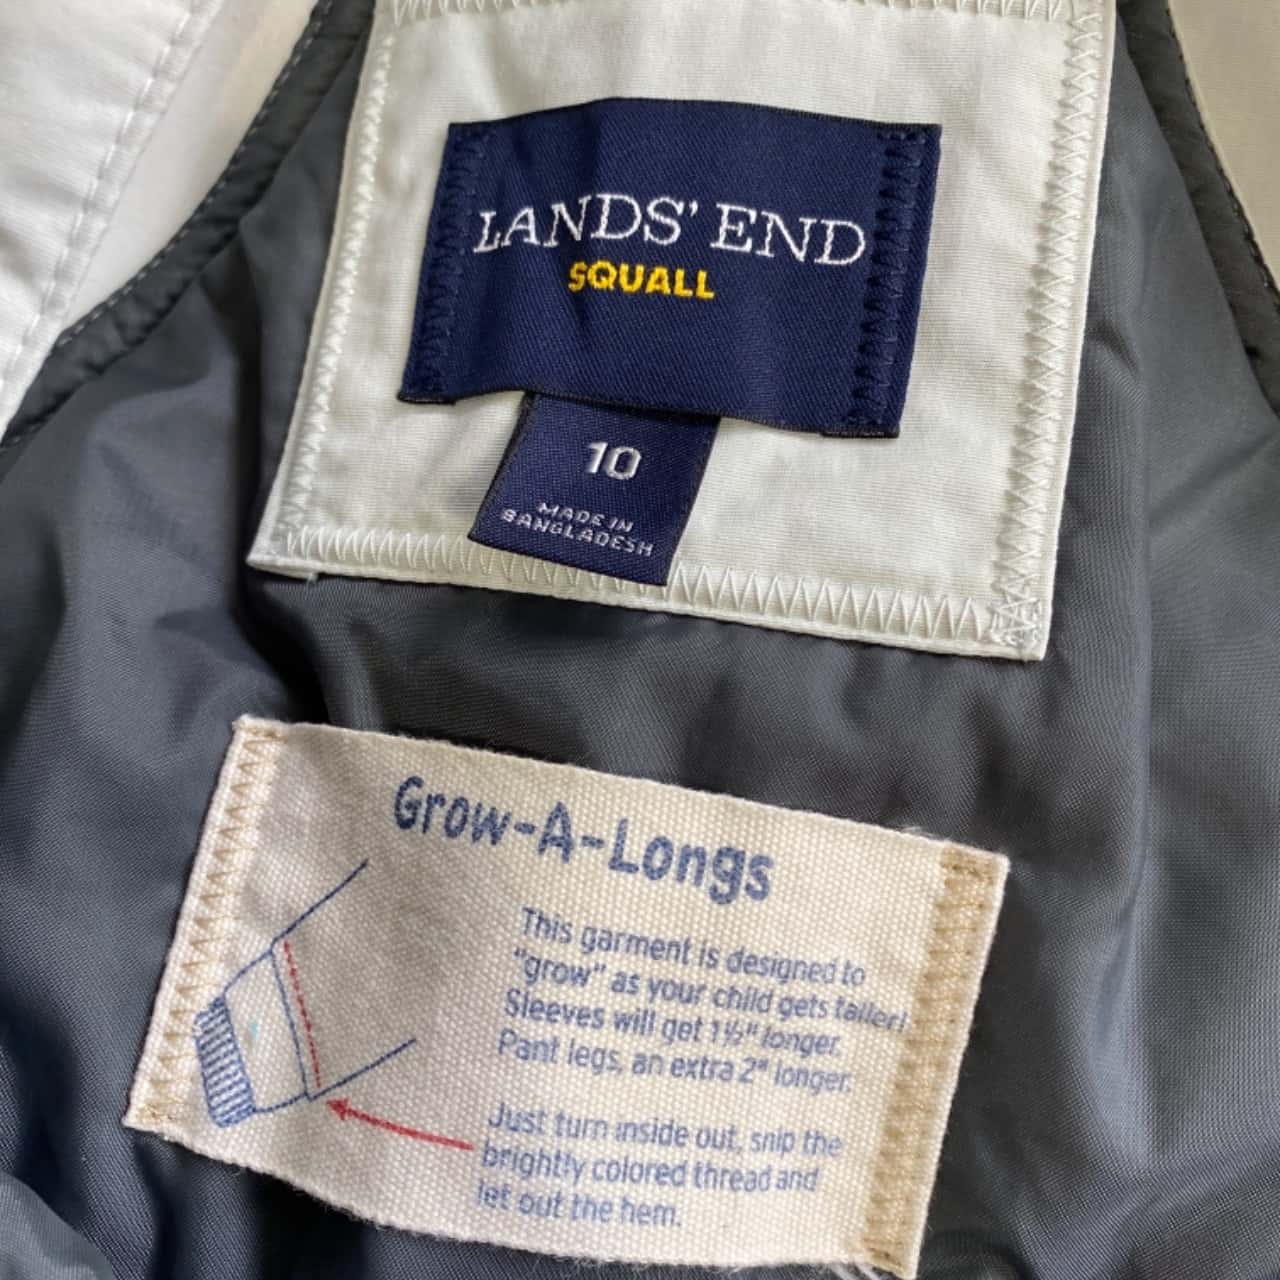 LANDS' END
SQUALL
10
MADE IN
BANGLADESH
Grow-A-Longs
This garment is designed to
"grow" as your child gets taller!
Sleeves will get 1½" longer.
Pant legs, an extra 2" longer.
Just turn inside out, snip the
brightly colored thread and
let out the hem.